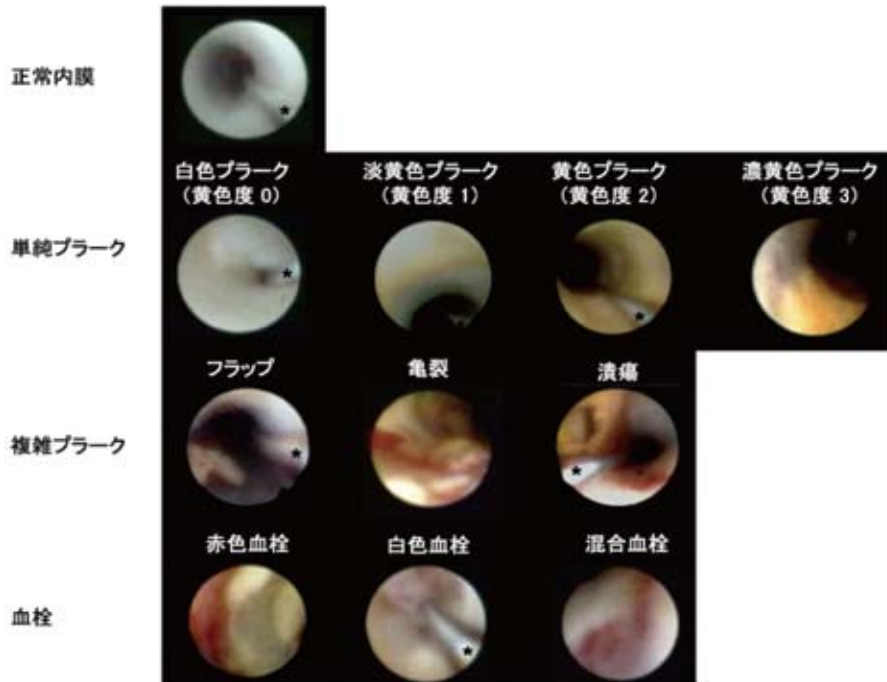 正常内膜
*
白色プラーク 淡黄色プラーク 黄色プラーク 濃黄色プラーク
(黄色度 0) (黄色度 1) (黄色度 2) (黄色度 3)
単純プラーク
* * *
フラップ 亀裂 潰瘍
複雑プラーク
* *
赤色血栓 白色血栓 混合血栓
血栓
*